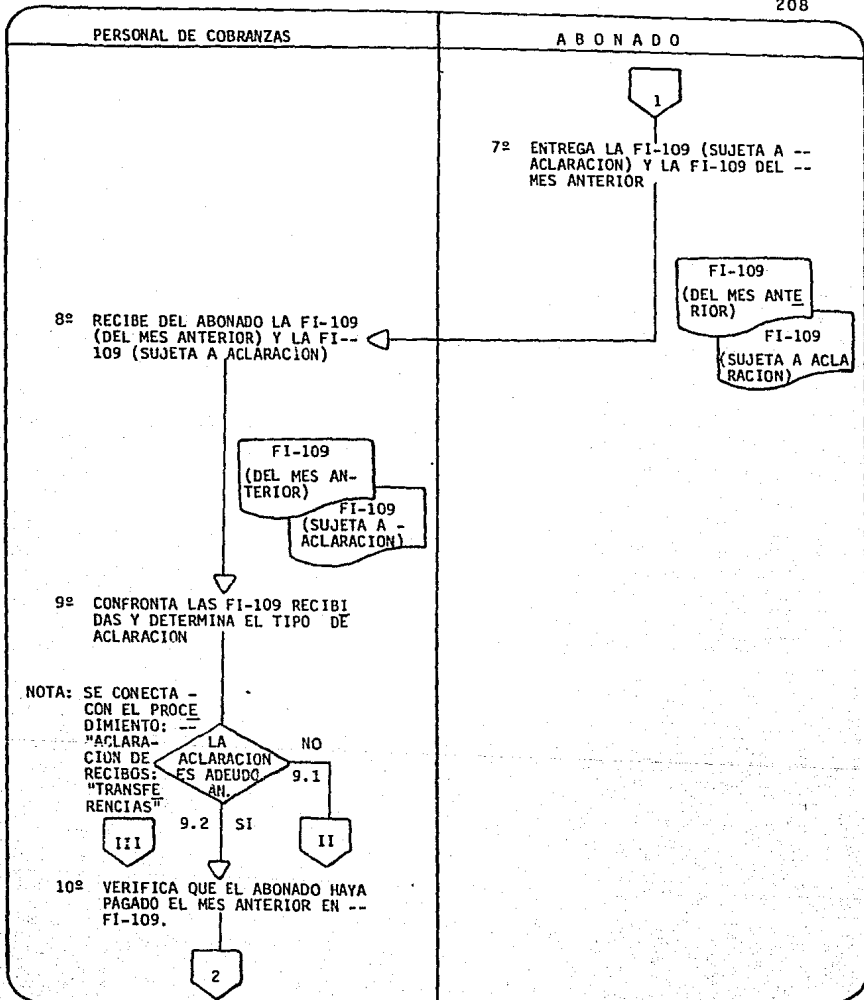 208
PERSONAL DE COBRANZAS
A B O N A D O
1
7º ENTREGA LA FI-109 (SUJETA A --
ACLARACION) Y LA FI-109 DEL --
MES ANTERIOR
FI-109
(DEL MES ANTE
RIOR)
FI-109
(SUJETA A ACLA
RACION)
8º RECIBE DEL ABONADO LA FI-109
(DEL MES ANTERIOR) Y LA FI--
109 (SUJETA A ACLARACION)
FI-109
(DEL MES AN-
TERIOR)
FI-109
(SUJETA A -
ACLARACION)
9º CONFRONTA LAS FI-109 RECIBI
DAS Y DETERMINA EL TIPO DE
ACLARACION
NOTA: SE CONECTA -
CON EL PROCE
DIMIENTO: --
"ACLARA-
CION DE
RECIBOS:
"TRANSFE
RENCIAS"
III
LA
ACLARACION
ES ADEUDO
AN.
NO
9.1
II
9.2 SI
10º VERIFICA QUE EL ABONADO HAYA
PAGADO EL MES ANTERIOR EN --
FI-109.
2